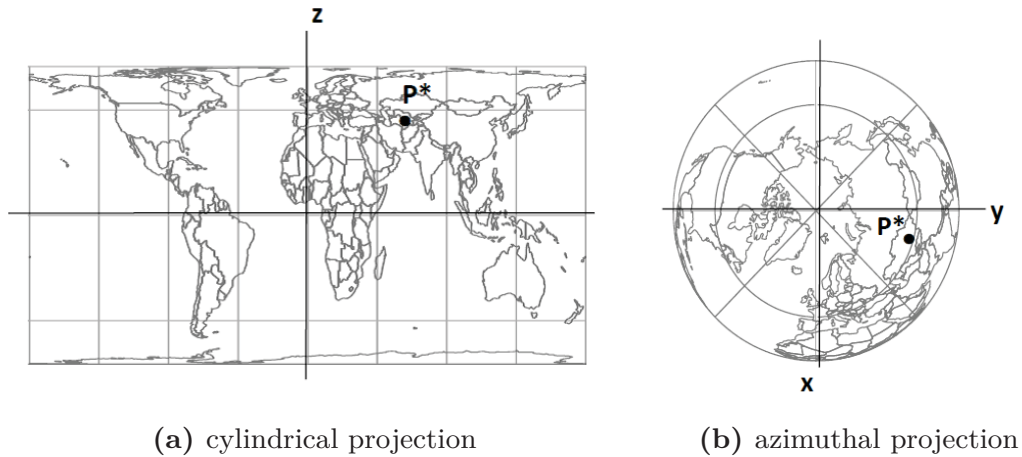 z
P*
y
P*
x
(a) cylindrical projection
(b) azimuthal projection